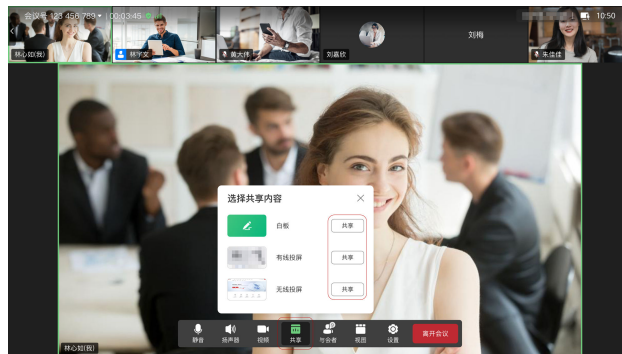 会议号 123 456 789 | 00:03:45
10:50
林心如(我)
林宇文
黄大伟
刘嘉欣
刘梅
朱佳佳
选择共享内容
白板
共享
有线投屏
共享
无线投屏
共享
静音
扬声器
视频
共享
与会者
视图
设置
离开会议
林心如(我)